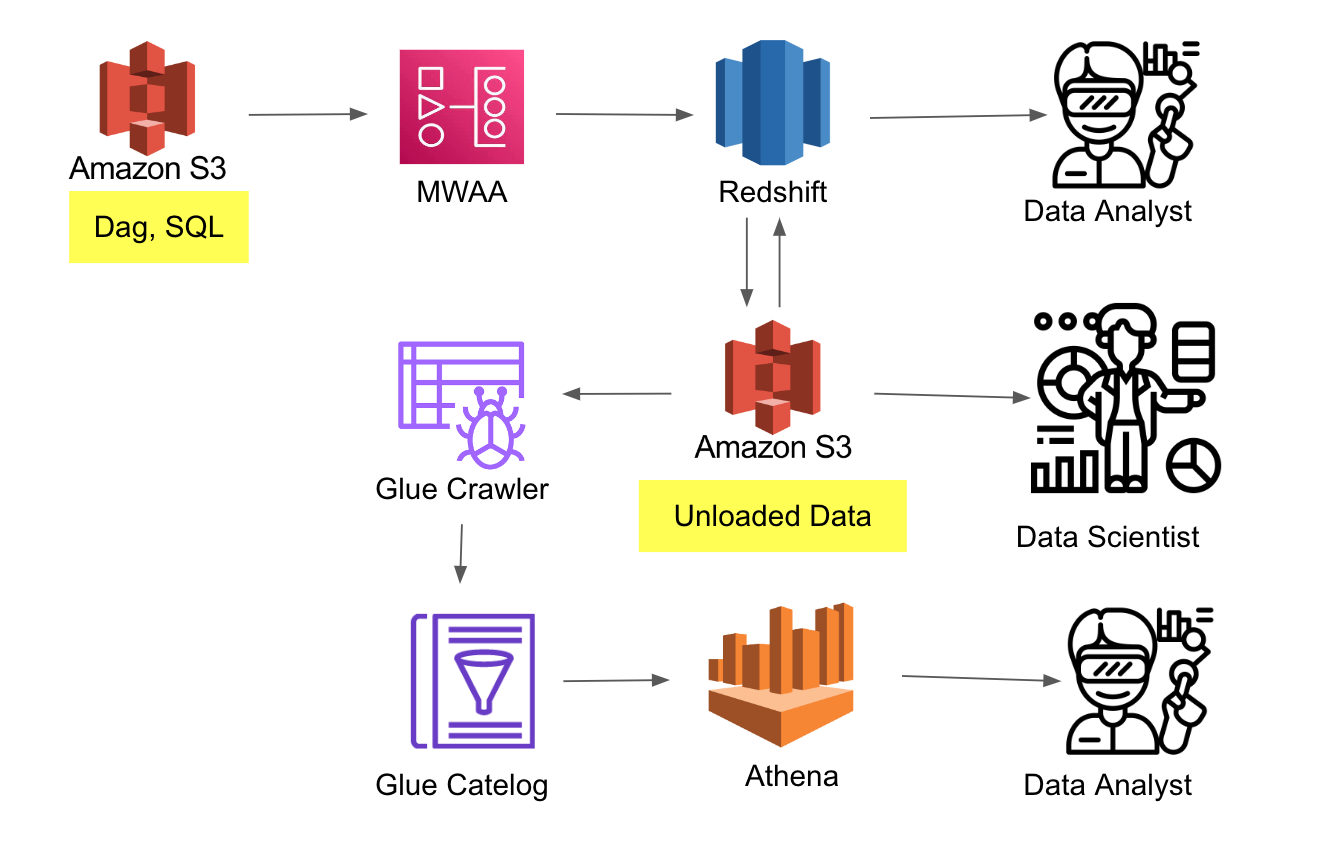 Amazon S3
Dag, SQL
MWAA
Redshift
Data Analyst
Glue Crawler
Amazon S3
Unloaded Data
Data Scientist
Glue Catelog
Athena
Data Analyst